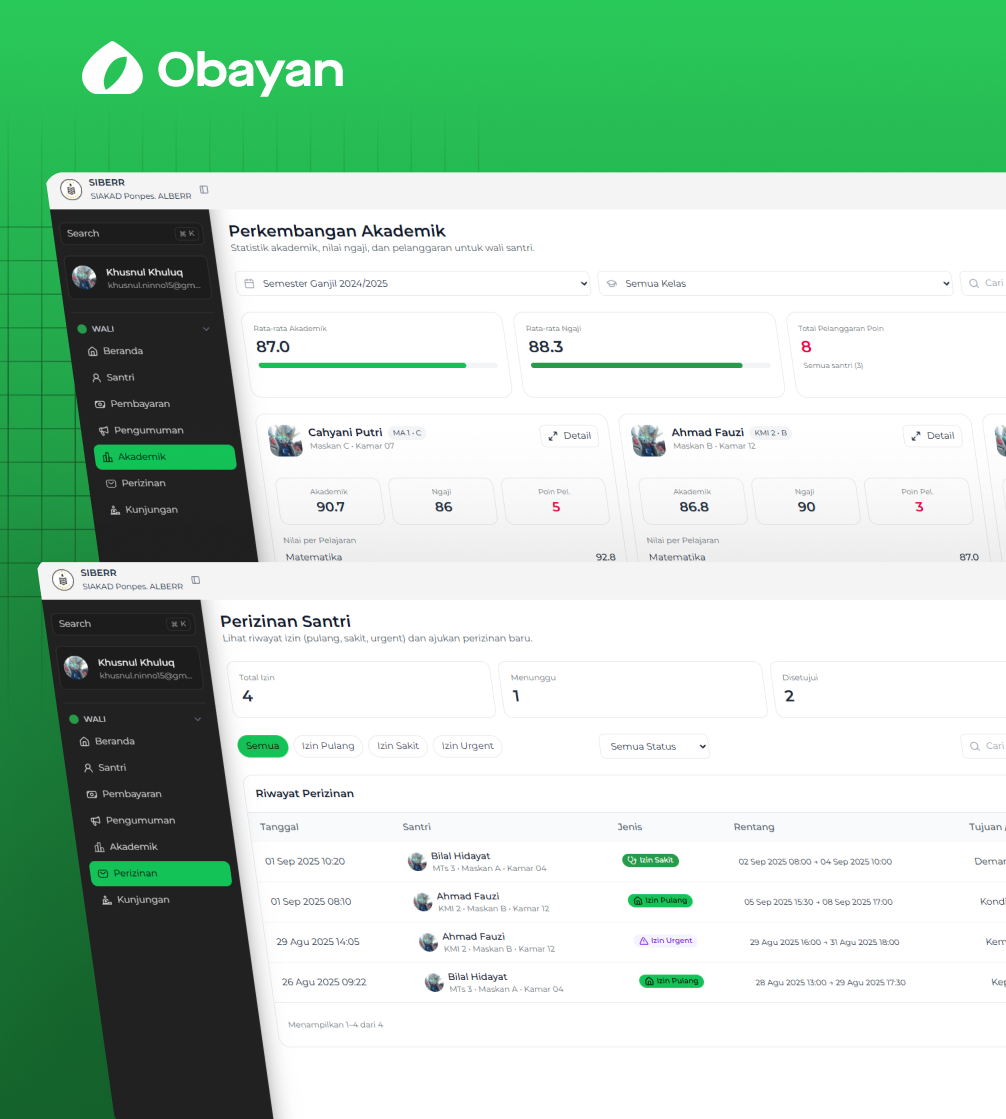 Obayan
SIBERR
SIAKAD Ponpes. ALBERR
Search ⌘ K
Khusnul Khuluq
khusnul.ninno15@gm...
WALI
Beranda
Santri
Pembayaran
Pengumuman
Akademik
Perizinan
Kunjungan
Perkembangan Akademik
Statistik akademik, nilai ngaji, dan pelanggaran untuk wali santri.
Semester Ganjil 2024/2025
Semua Kelas
Cari
Rata-rata Akademik
87.0
Rata-rata Ngaji
88.3
Total Pelanggaran Poin
8
Semua santri (3)
Cahyani Putri MA 1 • C
Maskan C • Kamar 07
Detail
Akademik
90.7
Ngaji
86
Poin Pel.
5
Nilai per Pelajaran
Matematika 92.8
Ahmad Fauzi KMI 2 • B
Maskan B • Kamar 12
Detail
Akademik
86.8
Ngaji
90
Poin Pel.
3
Nilai per Pelajaran
Matematika 87.0
SIBERR
SIAKAD Ponpes. ALBERR
Search ⌘ K
Khusnul Khuluq
khusnul.ninno15@gm...
WALI
Beranda
Santri
Pembayaran
Pengumuman
Akademik
Perizinan
Kunjungan
Perizinan Santri
Lihat riwayat izin (pulang, sakit, urgent) dan ajukan perizinan baru.
Total Izin
4
Menunggu
1
Disetujui
2
Semua Izin Pulang Izin Sakit Izin Urgent
Semua Status
Cari
Riwayat Perizinan
Tanggal Santri Jenis Rentang Tujuan
01 Sep 2025 10:20 Bilal Hidayat Izin Sakit 02 Sep 2025 08:00 → 04 Sep 2025 10:00 Demar
MTs 3 • Maskan A • Kamar 04
01 Sep 2025 08:10 Ahmad Fauzi Izin Pulang 05 Sep 2025 15:30 → 08 Sep 2025 17:00 Kondi
KMI 2 • Maskan B • Kamar 12
29 Agu 2025 14:05 Ahmad Fauzi Izin Urgent 29 Agu 2025 16:00 → 31 Agu 2025 18:00 Kem
KMI 2 • Maskan B • Kamar 12
26 Agu 2025 09:22 Bilal Hidayat Izin Pulang 28 Agu 2025 13:00 → 29 Agu 2025 17:30 Kep
MTs 3 • Maskan A • Kamar 04
Menampilkan 1–4 dari 4